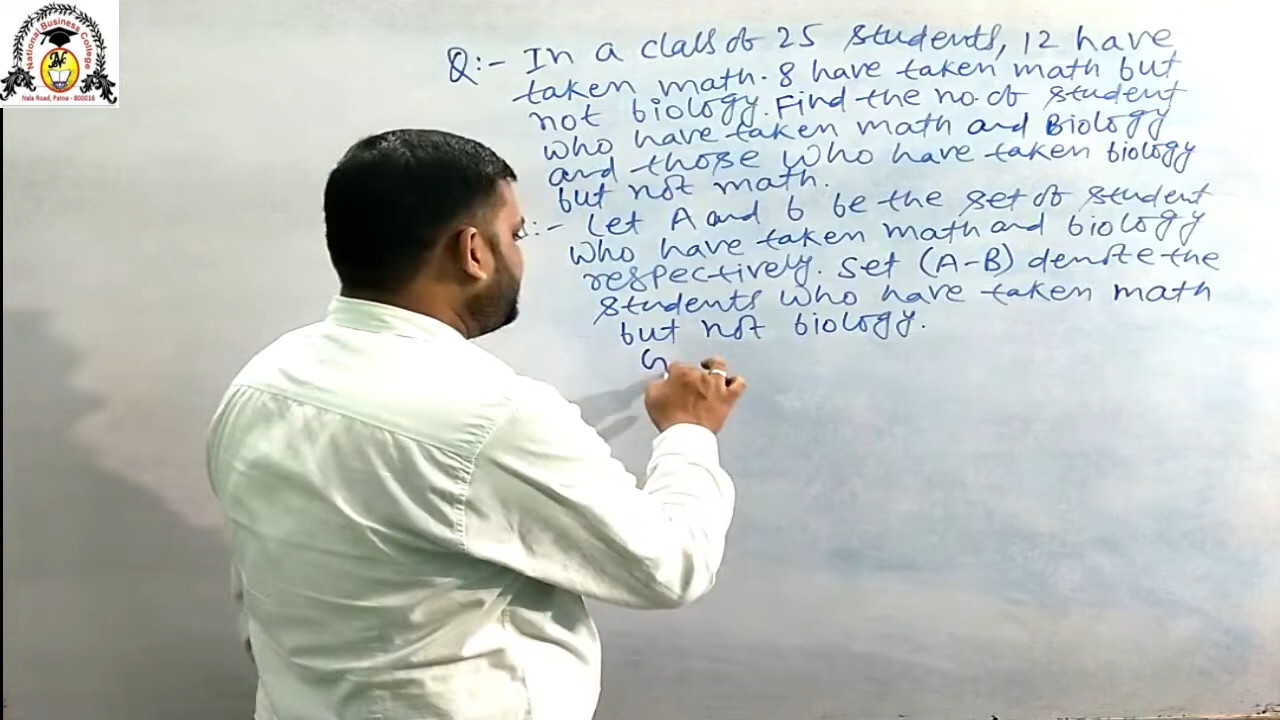 National Business College
NBC
Nala Road, Patna - 800016
Q:- In a class of 25 students, 12 have
taken math. 8 have taken math but
not biology. Find the no. of student
who have taken math and Biology
and those who have taken biology
but not math.
:- Let A and b be the set of student
who have taken math and biology
respectively. Set (A-B) denote the
students who have taken math
but not biology.
G